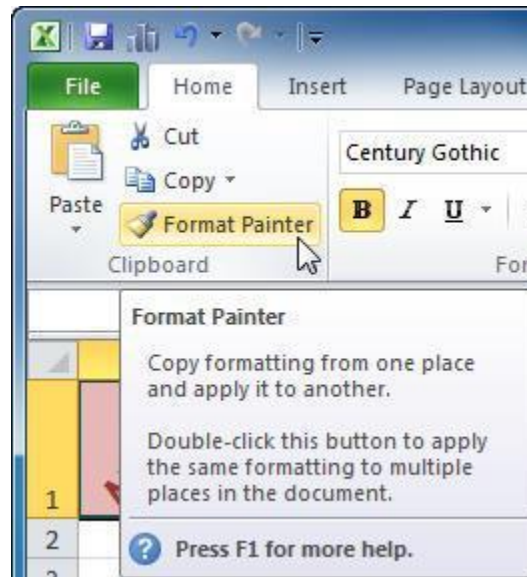 File Home Insert Page Layout
Cut
Century Gothic
Copy
Paste
B I U
Format Painter
Clipboard
Fo
Format Painter
Copy formatting from one place
and apply it to another.
Double-click this button to apply
the same formatting to multiple
places in the document.
1
2
Press F1 for more help.